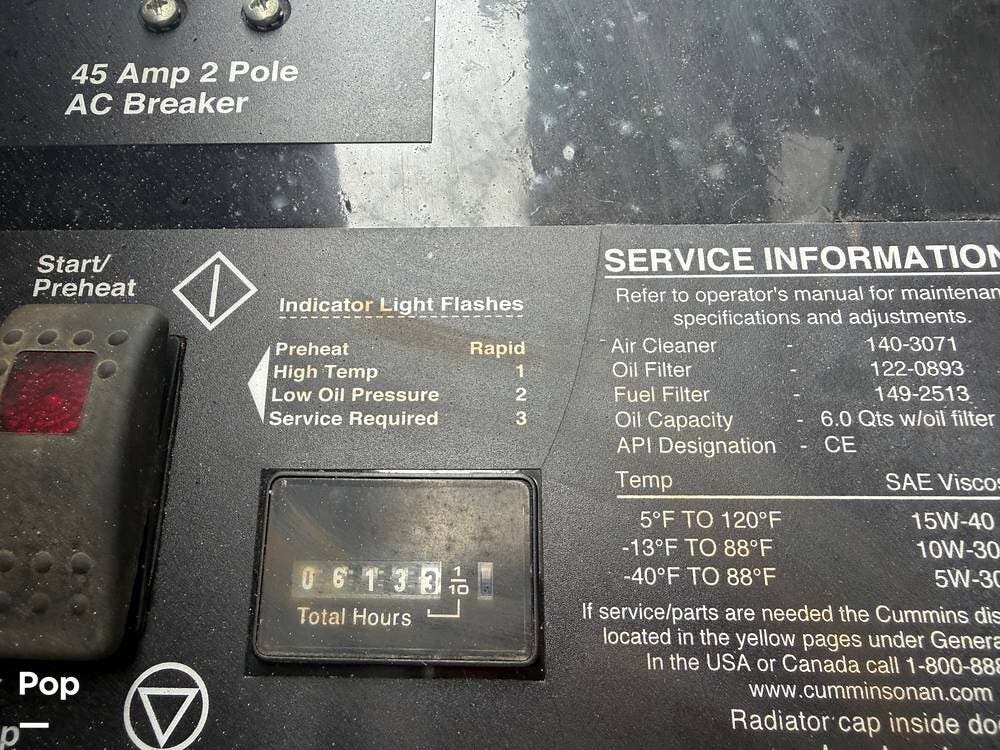 45 Amp 2 Pole
AC Breaker
Start/
Preheat
Indicator Light Flashes
Preheat Rapid
High Temp 1
Low Oil Pressure 2
Service Required 3
0 6 1 3 3 1/10
Total Hours
SERVICE INFORMATION
Refer to operator's manual for maintenan
specifications and adjustments.
Air Cleaner - 140-3071
Oil Filter - 122-0893
Fuel Filter - 149-2513
Oil Capacity - 6.0 Qts w/oil filter
API Designation - CE
Temp SAE Viscos
5°F TO 120°F 15W-40
-13°F TO 88°F 10W-30
-40°F TO 88°F 5W-30
If service/parts are needed the Cummins dis
located in the yellow pages under Genera
In the USA or Canada call 1-800-888
www.cumminsonan.com
Radiator cap inside doo
Pop
p